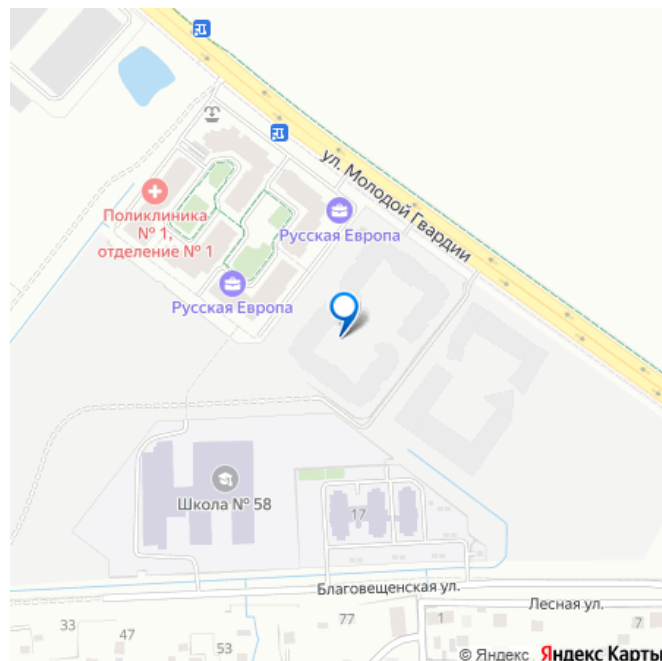 ул. Молодой Гвардии
Поликлиника
№ 1,
отделение № 1
Русская Европа
Русская Европа
Школа № 58
17
Благовещенская ул.
Лесная ул.
33
47
53
77
1
7
© Яндекс Яндекс Карты